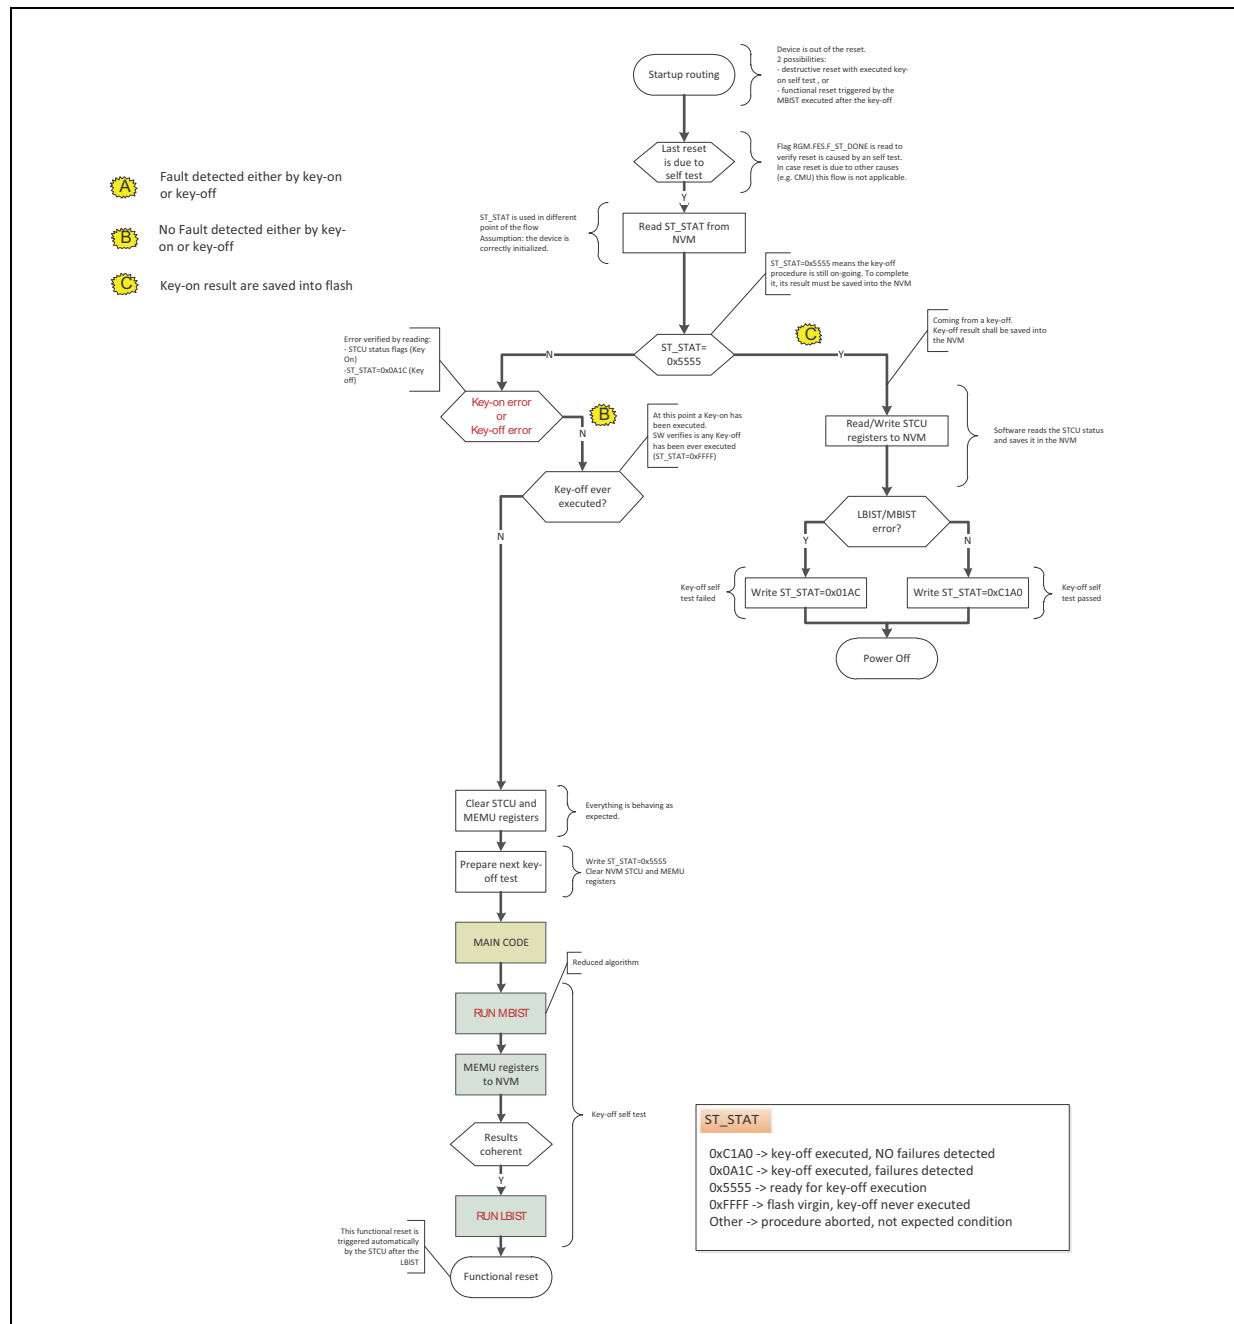 Startup routing
Device is out of the reset.
2 possibilities:
- destructive reset with executed key-
on self test , or
- functional reset triggered by the
MBIST executed after the key-off
Last reset
is due to
self test
Flag RGM.FES.F_ST_DONE is read to
verify reset is caused by an self test.
In case reset is due to other causes
(e.g. CMU) this flow is not applicable.
A
Fault detected either by key-on
or key-off
B
No Fault detected either by key-
on or key-off
C
Key-on result are saved into flash
Y
ST_STAT is used in different
point of the flow
Assumption: the device is
correctly initialized.
Read ST_STAT from
NVM
ST_STAT=0x5555 means the key-off
procedure is still on-going. To complete
it, its result must be saved into the NVM
Coming from a key-off.
Key-off result shall be saved into
the NVM
C
Error verified by reading:
- STCU status flags (Key
On)
-ST_STAT=0x0A1C (Key
off)
N
ST_STAT=
0x5555
Y
Key-on error
or
Key-off error
N
B
At this point a Key-on has
been executed.
SW verifies is any Key-off
has been ever executed
(ST_STAT=0xFFFF)
Read/Write STCU
registers to NVM
Software reads the STCU status
and saves it in the NVM
Key-off ever
executed?
LBIST/MBIST
error?
N
Y
N
Key-off self
test failed
Write ST_STAT=0x01AC
Write ST_STAT=0xC1A0
Key-off self
test passed
Power Off
Clear STCU and
MEMU registers
Everything is behaving as
expected.
Prepare next key-
off test
Write ST_STAT=0x5555
Clear NVM STCU and MEMU
registers
MAIN CODE
Reduced algorithm
RUN MBIST
MEMU registers
to NVM
Key-off self test
Results
coherent
Y
RUN LBIST
This functional reset is
triggered automatically
by the STCU after the
LBIST
Functional reset
ST_STAT
0xC1A0 -> key-off executed, NO failures detected
0x0A1C -> key-off executed, failures detected
0x5555 -> ready for key-off execution
0xFFFF -> flash virgin, key-off never executed
Other -> procedure aborted, not expected condition